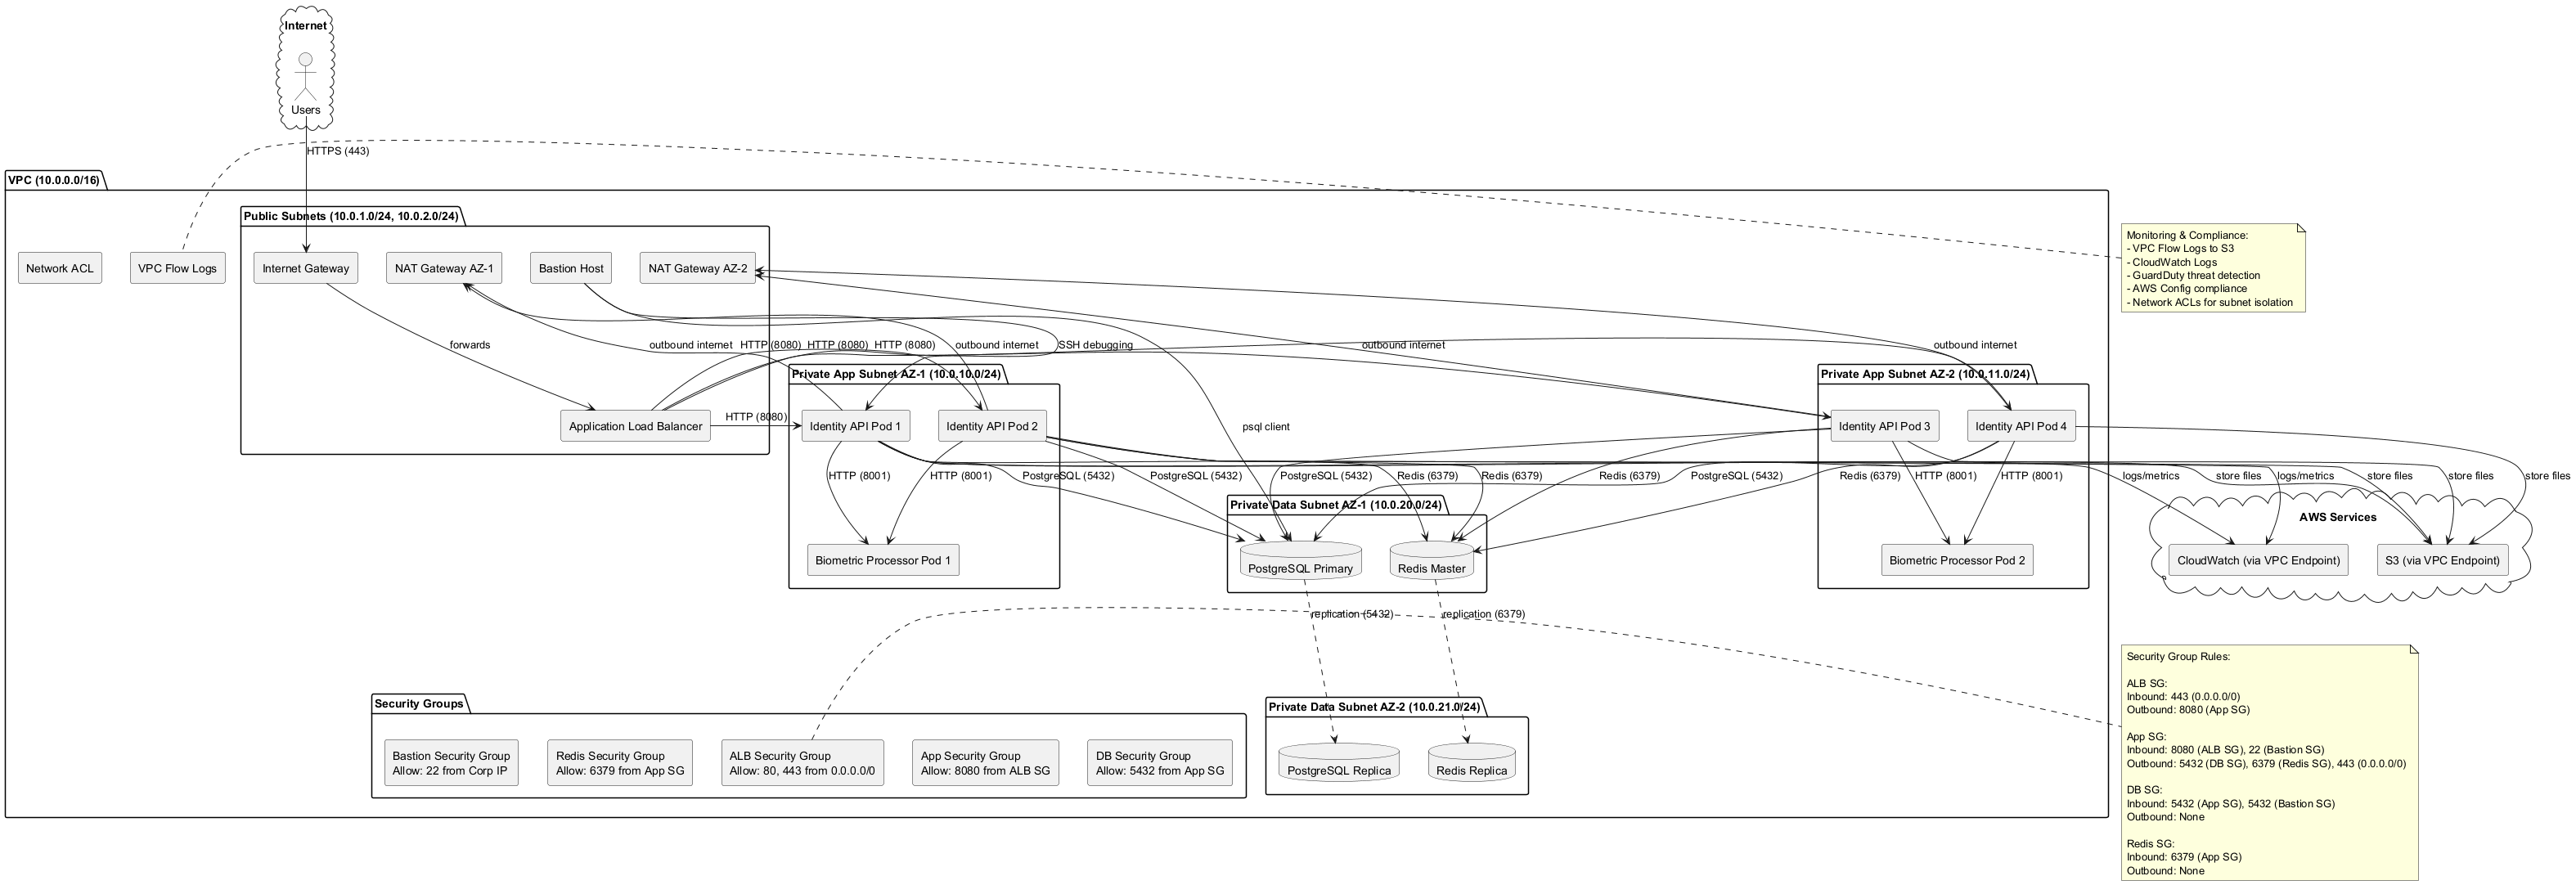 Internet
Users
HTTPS (443)
VPC (10.0.0.0/16)
Public Subnets (10.0.1.0/24, 10.0.2.0/24)
Network ACL
VPC Flow Logs
Internet Gateway
NAT Gateway AZ-1
Bastion Host
NAT Gateway AZ-2
Monitoring & Compliance:
- VPC Flow Logs to S3
- CloudWatch Logs
- GuardDuty threat detection
- AWS Config compliance
- Network ACLs for subnet isolation
forwards
outbound internet
HTTP (8080)
HTTP (8080)
HTTP (8080)
outbound internet
SSH debugging
outbound internet
outbound internet
Private App Subnet AZ-1 (10.0.10.0/24)
Private App Subnet AZ-2 (10.0.11.0/24)
Application Load Balancer
HTTP (8080)
Identity API Pod 1
Identity API Pod 2
psql client
Identity API Pod 3
Identity API Pod 4
HTTP (8001)
HTTP (8001)
PostgreSQL (5432)
PostgreSQL (5432)
PostgreSQL (5432)
Redis (6379)
Redis (6379)
Redis (6379)
PostgreSQL (5432)
Redis (6379)
HTTP (8001)
HTTP (8001)
logs/metrics
store files
logs/metrics
store files
store files
store files
Private Data Subnet AZ-1 (10.0.20.0/24)
AWS Services
Biometric Processor Pod 1
PostgreSQL Primary
Redis Master
Biometric Processor Pod 2
CloudWatch (via VPC Endpoint)
S3 (via VPC Endpoint)
replication (5432)
replication (6379)
Security Groups
Bastion Security Group
Allow: 22 from Corp IP
Redis Security Group
Allow: 6379 from App SG
ALB Security Group
Allow: 80, 443 from 0.0.0.0/0
App Security Group
Allow: 8080 from ALB SG
DB Security Group
Allow: 5432 from App SG
Private Data Subnet AZ-2 (10.0.21.0/24)
PostgreSQL Replica
Redis Replica
Security Group Rules:
ALB SG:
Inbound: 443 (0.0.0.0/0)
Outbound: 8080 (App SG)
App SG:
Inbound: 8080 (ALB SG), 22 (Bastion SG)
Outbound: 5432 (DB SG), 6379 (Redis SG), 443 (0.0.0.0/0)
DB SG:
Inbound: 5432 (App SG), 5432 (Bastion SG)
Outbound: None
Redis SG:
Inbound: 6379 (App SG)
Outbound: None